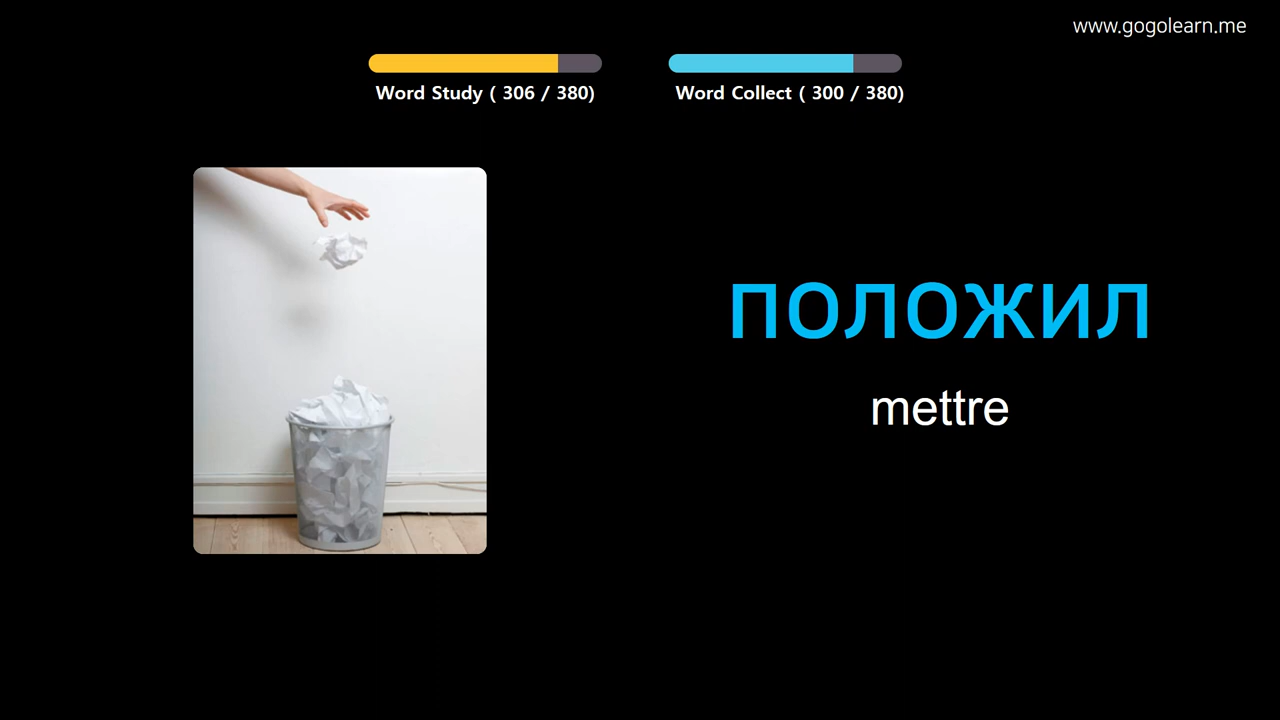 www.gogolearn.me
Word Study ( 306 / 380)
Word Collect ( 300 / 380)
положил
mettre